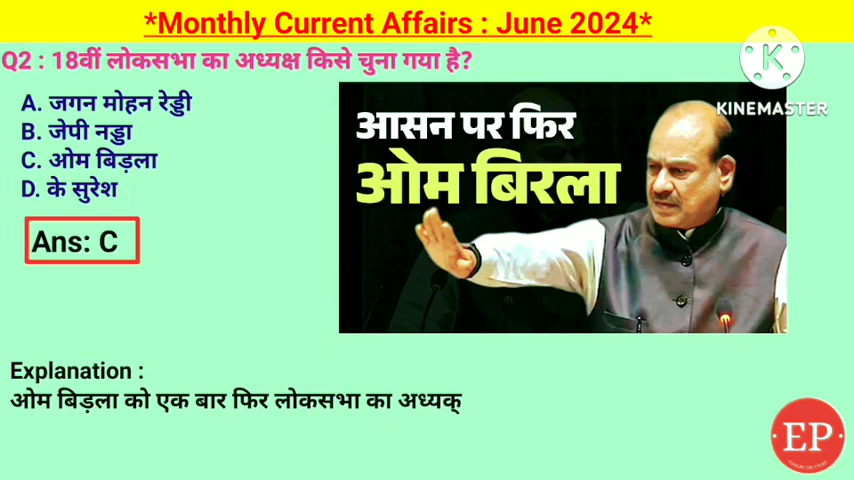 *Monthly Current Affairs : June 2024*
Q2 : 18वीं लोकसभा का अध्यक्ष किसे चुना गया है?
A. जगन मोहन रेड्डी
B. जेपी नड्डा
C. ओम बिड़ला
D. के सुरेश
Ans: C
आसन पर फिर
ओम बिरला
K
KINEMASTER
Explanation :
ओम बिड़ला को एक बार फिर लोकसभा का अध्यक्
EP